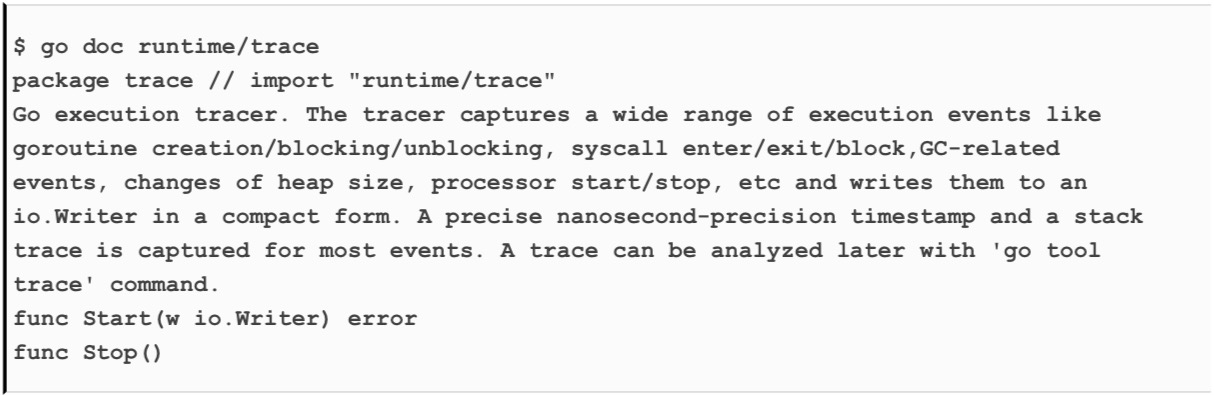 $ go doc runtime/trace
package trace // import "runtime/trace"
Go execution tracer. The tracer captures a wide range of execution events like
goroutine creation/blocking/unblocking, syscall enter/exit/block,GC-related
events, changes of heap size, processor start/stop, etc and writes them to an
io.Writer in a compact form. A precise nanosecond-precision timestamp and a stack
trace is captured for most events. A trace can be analyzed later with 'go tool
trace' command.
func Start(w io.Writer) error
func Stop()